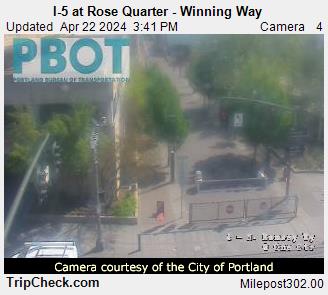 I-5 at Rose Quarter - Winning Way
Updated Apr 22 2024 3:41 PM Camera 4
PBOT
PORTLAND BUREAU OF TRANSPORTATION
Camera courtesy of the City of Portland
TripCheck.com Milepost302.00